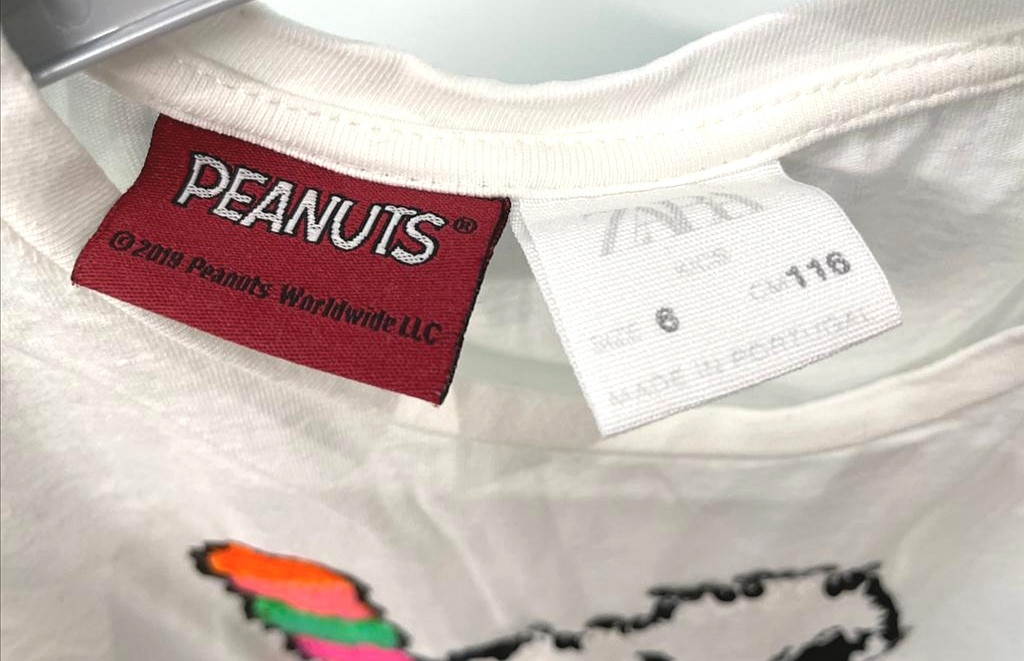 PEANUTS®
©2019 Peanuts Worldwide LLC
ZARA
KIDS
SIZE 6 CM 116
MADE IN PORTUGAL